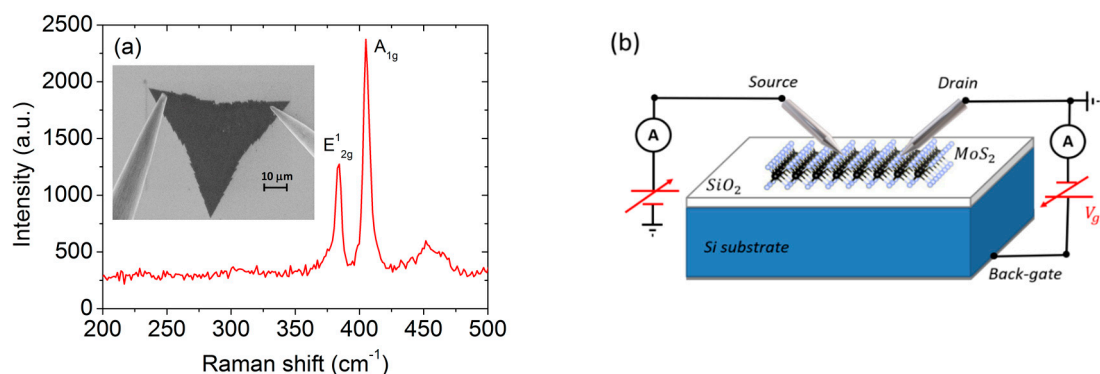 (a)
Intensity (a.u.)
2500
2000
1500
1000
500
0
A₁g
E¹₂g
10 μm
200 250 300 350 400 450 500
Raman shift (cm⁻¹)
(b)
Source
Drain
A
A
MoS₂
SiO₂
Vg
Si substrate
Back-gate